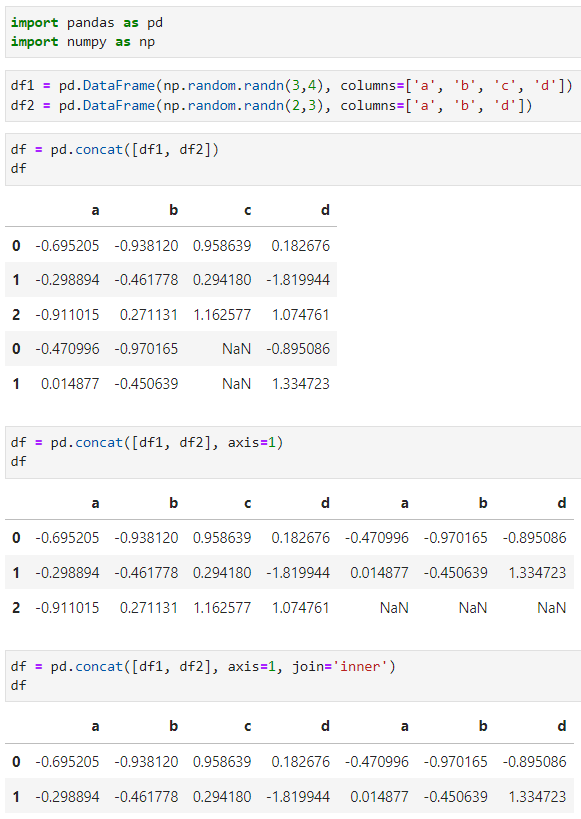 import pandas as pd
import numpy as np
df1 = pd.DataFrame(np.random.randn(3,4), columns=['a', 'b', 'c', 'd'])
df2 = pd.DataFrame(np.random.randn(2,3), columns=['a', 'b', 'd'])
df = pd.concat([df1, df2])
df
a b c d
0 -0.695205 -0.938120 0.958639 0.182676
1 -0.298894 -0.461778 0.294180 -1.819944
2 -0.911015 0.271131 1.162577 1.074761
0 -0.470996 -0.970165 NaN -0.895086
1 0.014877 -0.450639 NaN 1.334723
df = pd.concat([df1, df2], axis=1)
df
a b c d a b d
0 -0.695205 -0.938120 0.958639 0.182676 -0.470996 -0.970165 -0.895086
1 -0.298894 -0.461778 0.294180 -1.819944 0.014877 -0.450639 1.334723
2 -0.911015 0.271131 1.162577 1.074761 NaN NaN NaN
df = pd.concat([df1, df2], axis=1, join='inner')
df
a b c d a b d
0 -0.695205 -0.938120 0.958639 0.182676 -0.470996 -0.970165 -0.895086
1 -0.298894 -0.461778 0.294180 -1.819944 0.014877 -0.450639 1.334723